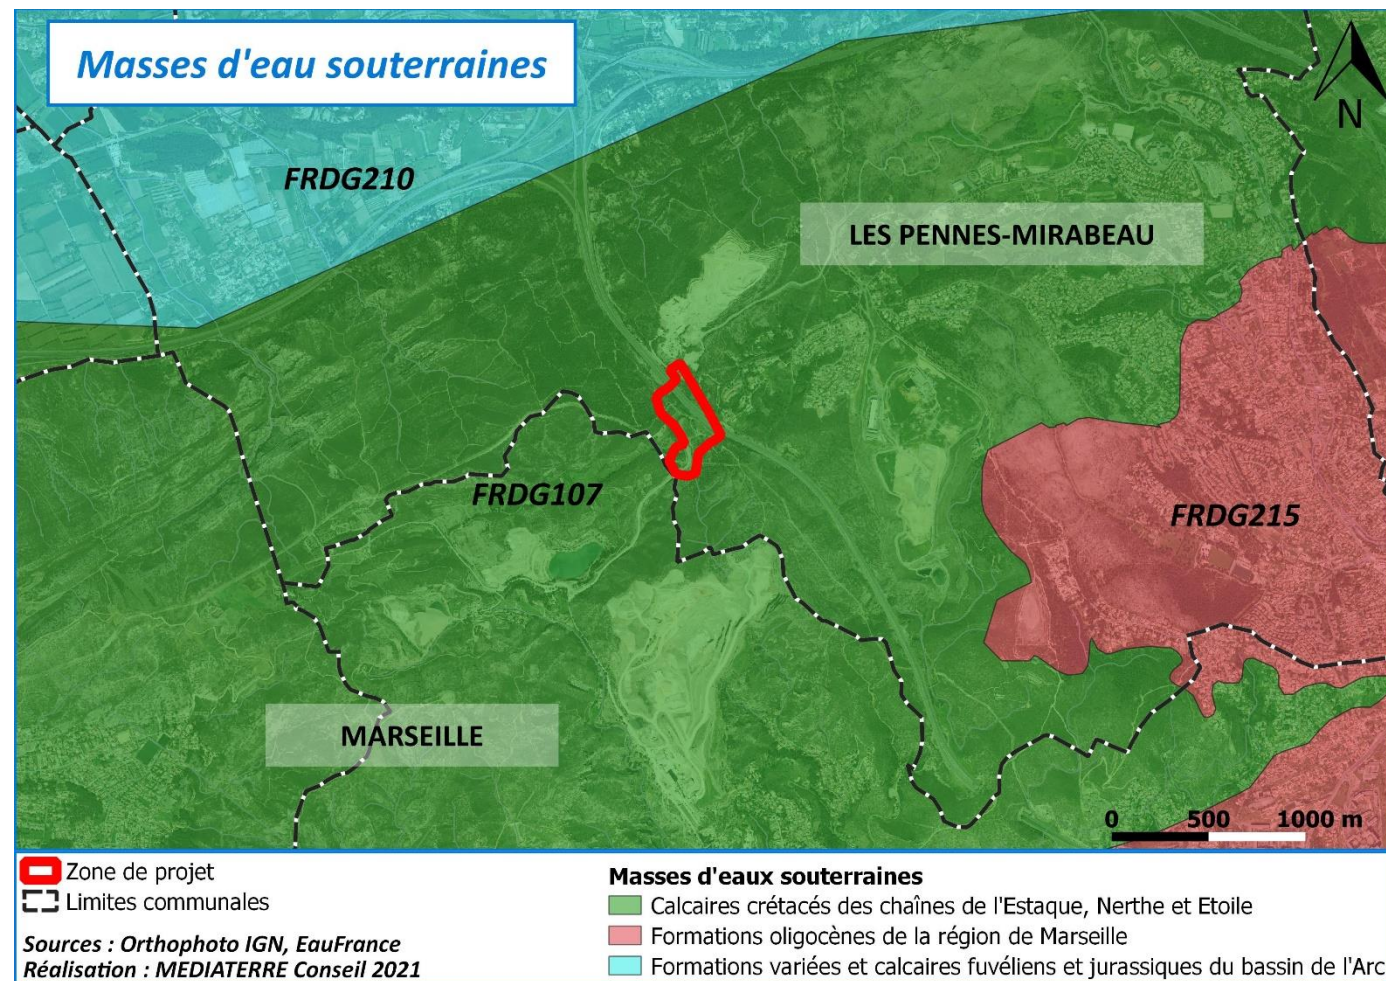 Masses d'eau souterraines
N
FRDG210
LES PENNES-MIRABEAU
FRDG107
FRDG215
MARSEILLE
0 500 1000 m
Zone de projet
Limites communales
Sources : Orthophoto IGN, EauFrance
Réalisation : MEDIATERRE Conseil 2021
Masses d'eaux souterraines
Calcaires crétacés des chaînes de l'Estaque, Nerthe et Etoile
Formations oligocènes de la région de Marseille
Formations variées et calcaires fuvéliens et jurassiques du bassin de l'Arc